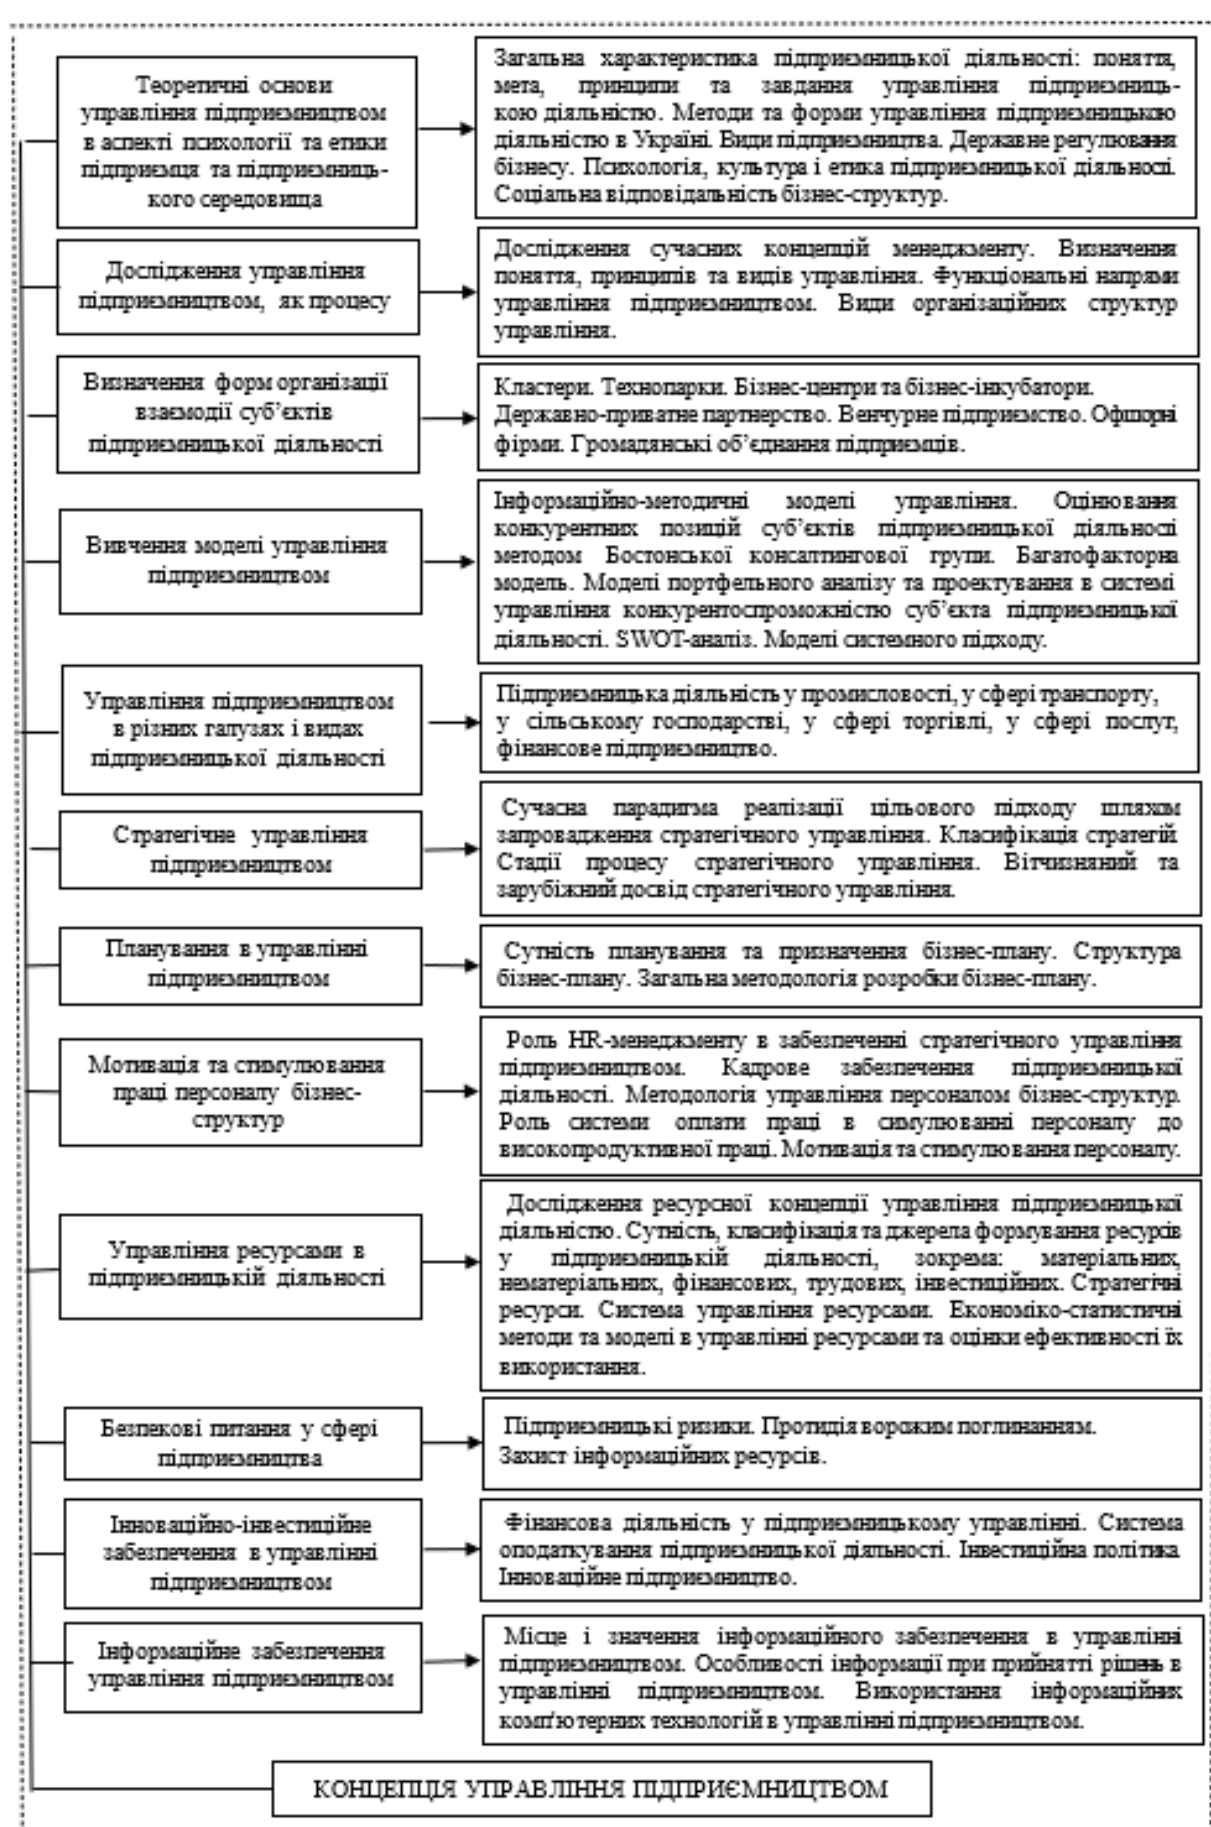 Теоретичні основи
управління підприємництвом
в аспекті психології та етики
підприємця та підприємниць-
кого середовища
Загальна характеристика підприємницької діяльності: поняття,
мета, принципи та завдання управління підприємниць-
кою діяльністю. Методи та форми управління підприємницькою
діяльністю в Україні. Види підприємництва. Державне регулювання
бізнесу. Психологія, культура і етика підприємницької діяльності.
Соціальна відповідальність бізнес-структур.
Дослідження управління
підприємництвом, як процесу
Дослідження сучасних концепцій менеджменту. Визначення
поняття, принципів та видів управління. Функціональні напрями
управління підприємництвом. Види організаційних структур
управління.
Визначення форм організації
взаємодії суб’єктів
підприємницької діяльності
Кластери. Технопарки. Бізнес-центри та бізнес-інкубатори.
Державно-приватне партнерство. Венчурне підприємство. Офшорні
фірми. Громадянські об’єднання підприємців.
Вивчення моделі управління
підприємництвом
Інформаційно-методичні моделі управління. Оцінювання
конкурентних позицій суб’єктів підприємницької діяльності
методом Бостонської консалтингової групи. Багатофакторна
модель. Моделі портфельного аналізу та проектування в системі
управління конкурентоспроможністю суб’єкта підприємницької
діяльності. SWOT-аналіз. Моделі системного підходу.
Управління підприємництвом
в різних галузях і видах
підприємницької діяльності
Підприємницька діяльність у промисловості, у сфері транспорту,
у сільському господарстві, у сфері торгівлі, у сфері послуг,
фінансове підприємництво.
Стратегічне управління
підприємництвом
Сучасна парадигма реалізації цільового підходу шляхом
запровадження стратегічного управління. Класифікація стратегій.
Стадії процесу стратегічного управління. Вітчизняний та
зарубіжний досвід стратегічного управління.
Планування в управлінні
підприємництвом
Сутність планування та призначення бізнес-плану. Структура
бізнес-плану. Загальна методологія розробки бізнес-плану.
Мотивація та стимулювання
праці персоналу бізнес-
структур
Роль HR-менеджменту в забезпеченні стратегічного управління
підприємництвом. Кадрове забезпечення підприємницької
діяльності. Методологія управління персоналом бізнес-структур.
Роль системи оплати праці в симулюванні персоналу до
високопродуктивної праці. Мотивація та стимулювання персоналу.
Управління ресурсами в
підприємницькій діяльності
Дослідження ресурсної концепції управління підприємницької
діяльністю. Сутність, класифікація та джерела формування ресурсів
у підприємницькій діяльності, зокрема: матеріальних,
нематеріальних, фінансових, трудових, інвестиційних. Стратегічні
ресурси. Система управління ресурсами. Економіко-статистичні
методи та моделі в управлінні ресурсами та оцінки ефективності їх
використання.
Безпекові питання у сфері
підприємництва
Підприємницькі ризики. Протидія ворожим поглинанням.
Захист інформаційних ресурсів.
Інноваційно-інвестиційне
забезпечення в управлінні
підприємництвом
Фінансова діяльність у підприємницькому управлінні. Система
оподаткування підприємницької діяльності. Інвестиційна політика.
Інноваційне підприємництво.
Інформаційне забезпечення
управління підприємництвом
Місце і значення інформаційного забезпечення в управлінні
підприємництвом. Особливості інформації при прийнятті рішень в
управлінні підприємництвом. Використання інформаційних
комп'ютерних технологій в управлінні підприємництвом.
КОНЦЕПЦІЯ УПРАВЛІННЯ ПІДПРИЄМНИЦТВОМ